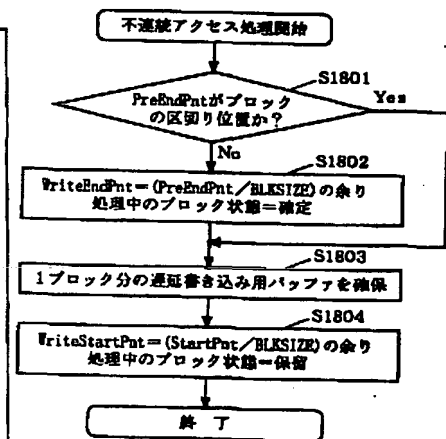 不連続アクセス処理開始
S1801
PreEndPntがブロック
の区切り位置か？
Yes
No
S1802
WriteEndPnt=(PreEndPnt／BLKSIZE)の余り
処理中のブロック状態=確定
S1803
1ブロック分の遅延書き込み用バッファを確保
S1804
WriteStartPnt=(StartPnt／BLKSIZE)の余り
処理中のブロック状態=保留
終了